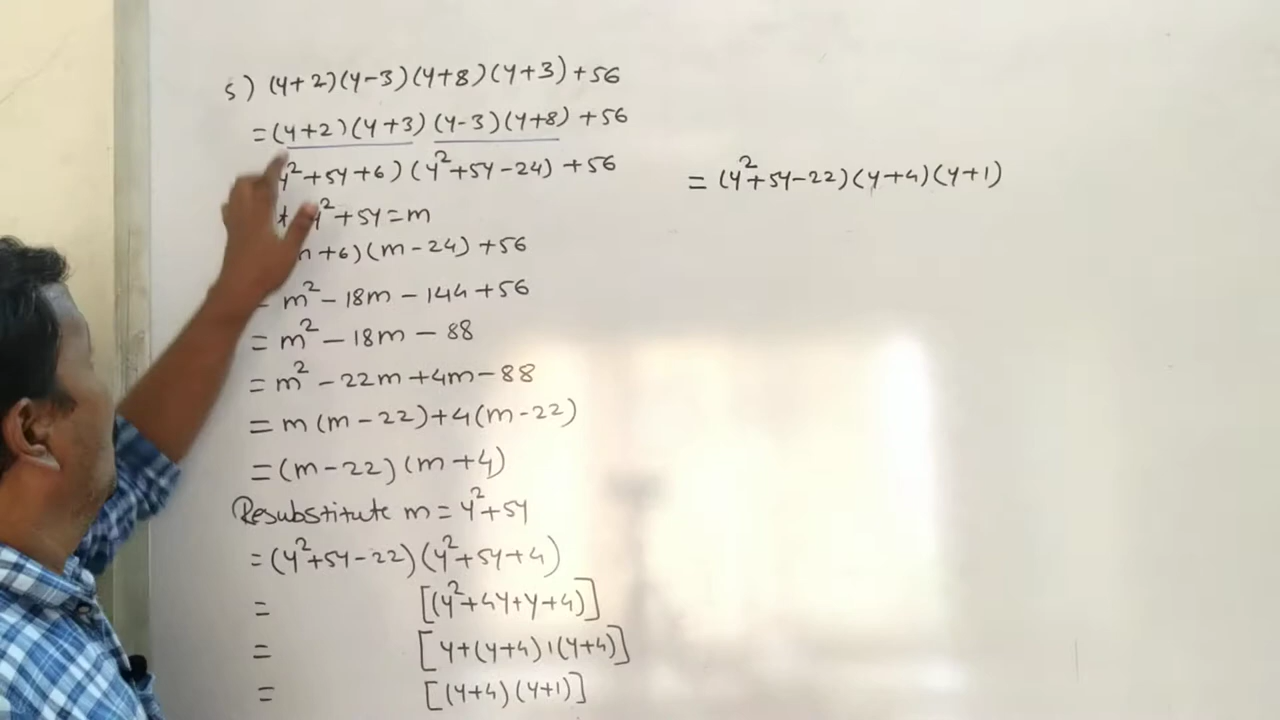 5) (y+2)(y-3)(y+8)(y+3)+56
=(y+2)(y+3)(y-3)(y+8)+56
y²+5y+6)(y²+5y-24)+56
y²+5y=m
+6)(m-24)+56
= m²-18m-144+56
= m²-18m-88
= m²-22m+4m-88
= m(m-22)+4(m-22)
=(m-22)(m+4)
Resubstitute m=y²+5y
=(y²+5y-22)(y²+5y+4)
= [(y²+4y+y+4)]
= [y+(y+4)1(y+4)]
= [(y+4)(y+1)]
= (y²+5y-22)(y+4)(y+1)